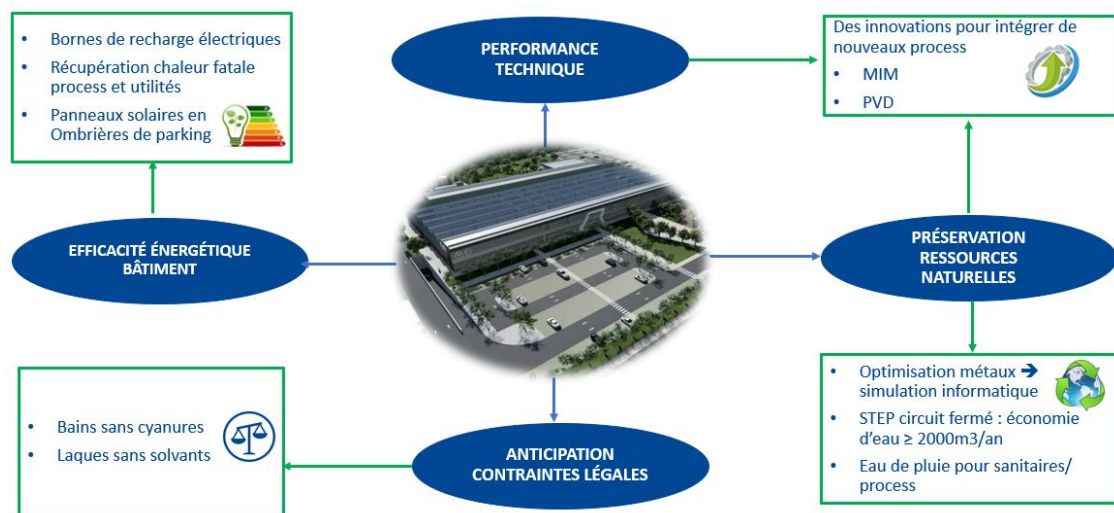 • Bornes de recharge électriques
• Récupération chaleur fatale
process et utilités
• Panneaux solaires en
Ombrières de parking
PERFORMANCE
TECHNIQUE
Des innovations pour intégrer de
nouveaux process
• MIM
• PVD
EFFICACITÉ ÉNERGÉTIQUE
BÂTIMENT
PRÉSERVATION
RESSOURCES
NATURELLES
• Bains sans cyanures
• Laques sans solvants
ANTICIPATION
CONTRAINTES LÉGALES
• Optimisation métaux ➔
simulation informatique
• STEP circuit fermé : économie
d'eau ≥ 2000m3/an
• Eau de pluie pour sanitaires/
process